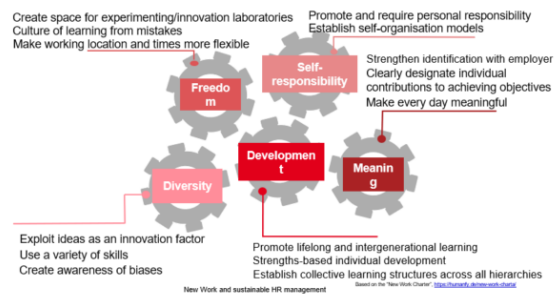 Create space for experimenting/innovation laboratories
Culture of learning from mistakes
Make working location and times more flexible
Promote and require personal responsibility
Establish self-organisation models
Strengthen identification with employer
Clearly designate individual
contributions to achieving objectives
Make every day meaningful
Freedo
m
Self-
responsibility
Diversity
Developmen
t
Meanin
g
Exploit ideas as an innovation factor
Use a variety of skills
Create awareness of biases
Promote lifelong and intergenerational learning
Strengths-based individual development
Establish collective learning structures across all hierarchies
Based on the "New Work Charter", https://humanfy.de/new-work-charta/
New Work and sustainable HR management